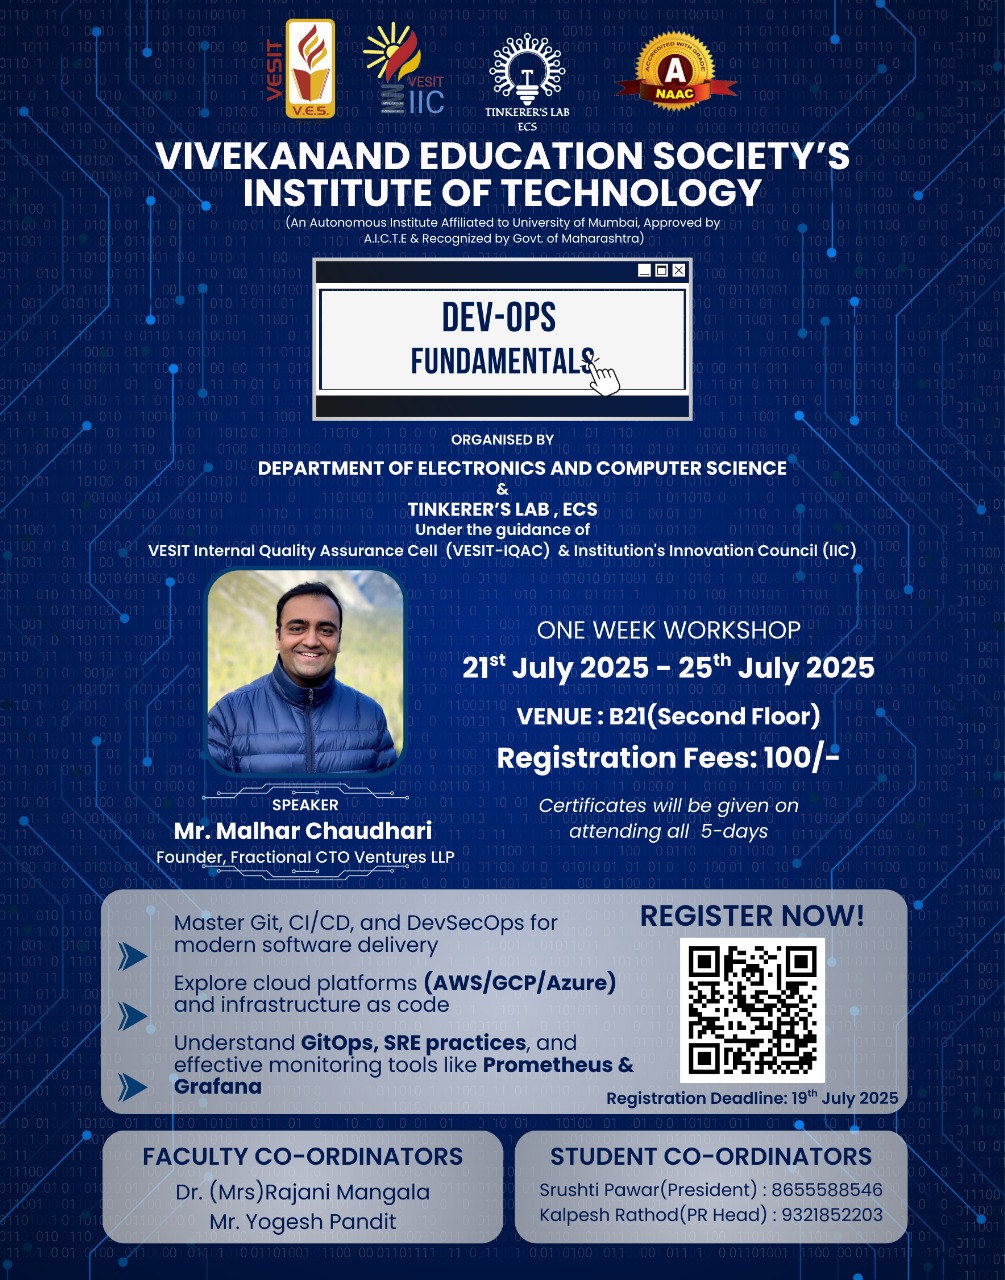 VESIT
V.E.S.
VESIT
IIC
T
TINKERER'S LAB
ECS
ACCREDITED WITH GRADE
A
NAAC
VIVEKANAND EDUCATION SOCIETY'S
INSTITUTE OF TECHNOLOGY
(An Autonomous Institute Affiliated to University of Mumbai, Approved by
A.I.C.T.E & Recognized by Govt. of Maharashtra)
DEV-OPS
FUNDAMENTALS
ORGANISED BY
DEPARTMENT OF ELECTRONICS AND COMPUTER SCIENCE
&
TINKERER'S LAB , ECS
Under the guidance of
VESIT Internal Quality Assurance Cell (VESIT-IQAC) & Institution's Innovation Council (IIC)
ONE WEEK WORKSHOP
21st July 2025 - 25th July 2025
VENUE : B21(Second Floor)
Registration Fees: 100/-
Certificates will be given on
attending all 5-days
SPEAKER
Mr. Malhar Chaudhari
Founder, Fractional CTO Ventures LLP
Master Git, CI/CD, and DevSecOps for
modern software delivery
Explore cloud platforms (AWS/GCP/Azure)
and infrastructure as code
Understand GitOps, SRE practices, and
effective monitoring tools like Prometheus &
Grafana
REGISTER NOW!
Registration Deadline: 19th July 2025
FACULTY CO-ORDINATORS
Dr. (Mrs)Rajani Mangala
Mr. Yogesh Pandit
STUDENT CO-ORDINATORS
Srushti Pawar(President) : 8655588546
Kalpesh Rathod(PR Head) : 9321852203